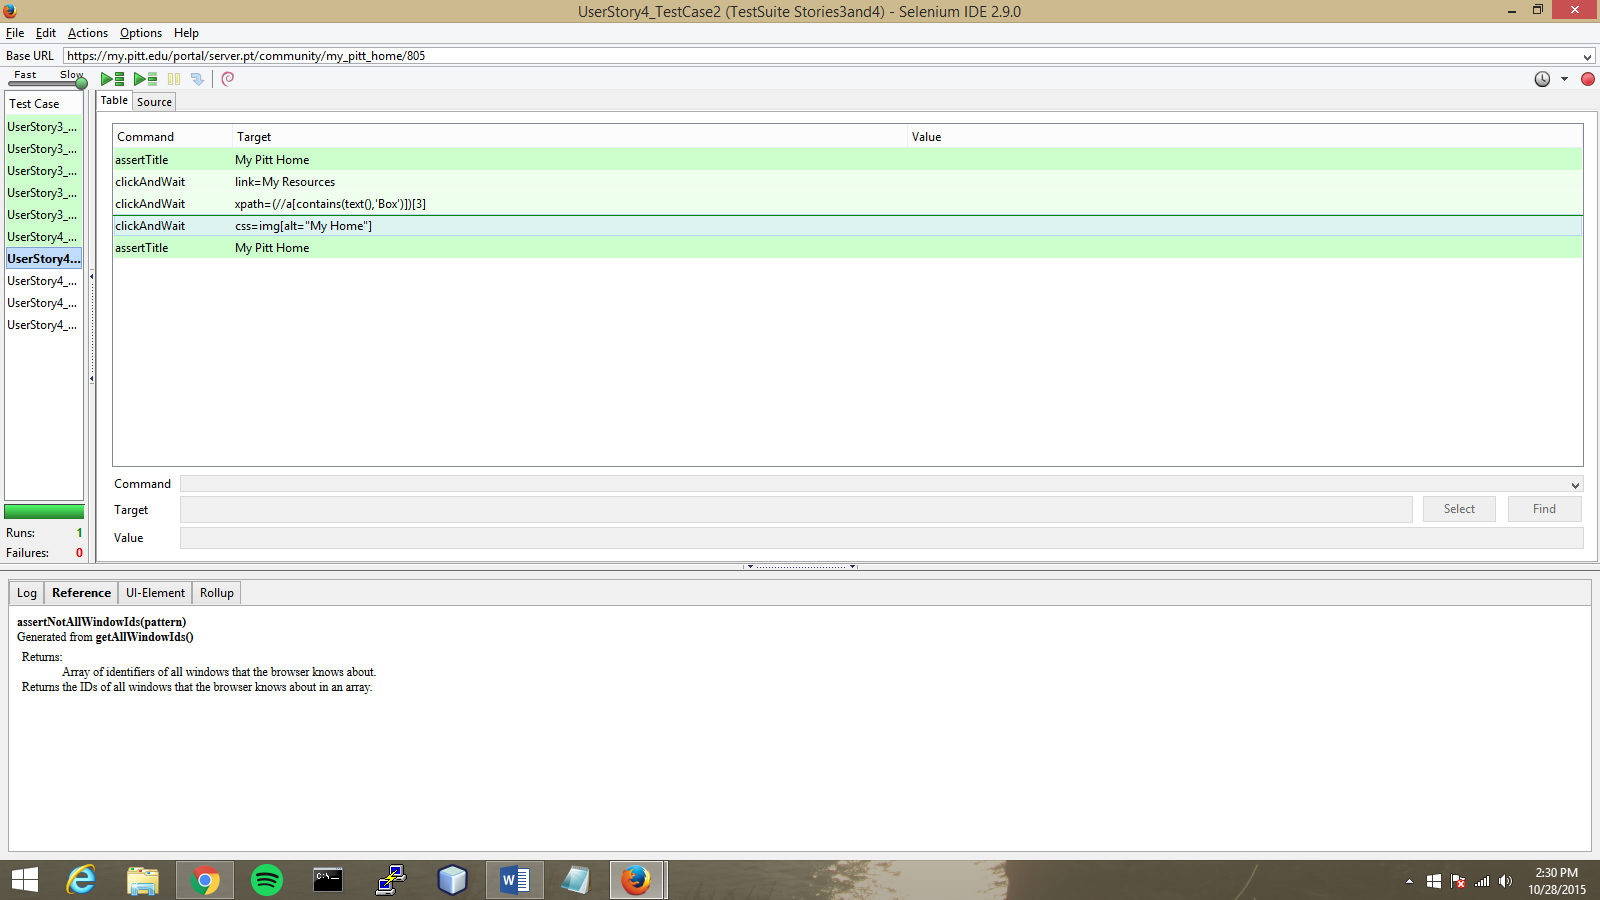 UserStory4_TestCase2 (TestSuite Stories3and4) - Selenium IDE 2.9.0
File Edit Actions Options Help
Base URL https://my.pitt.edu/portal/server.pt/community/my_pitt_home/805
Fast Slow
Test Case
UserStory3_...
UserStory3_...
UserStory3_...
UserStory3_...
UserStory3_...
UserStory4_...
UserStory4...
UserStory4_...
UserStory4_...
UserStory4_...
Runs: 1
Failures: 0
Table Source
Command Target Value
assertTitle My Pitt Home
clickAndWait link=My Resources
clickAndWait xpath=(//a[contains(text(),'Box')])[3]
clickAndWait css=img[alt="My Home"]
assertTitle My Pitt Home
Command
Target Select Find
Value
Log Reference UI-Element Rollup
assertNotAllWindowIds(pattern)
Generated from getAllWindowIds()
Returns:
Array of identifiers of all windows that the browser knows about.
Returns the IDs of all windows that the browser knows about in an array.
2:30 PM
10/28/2015